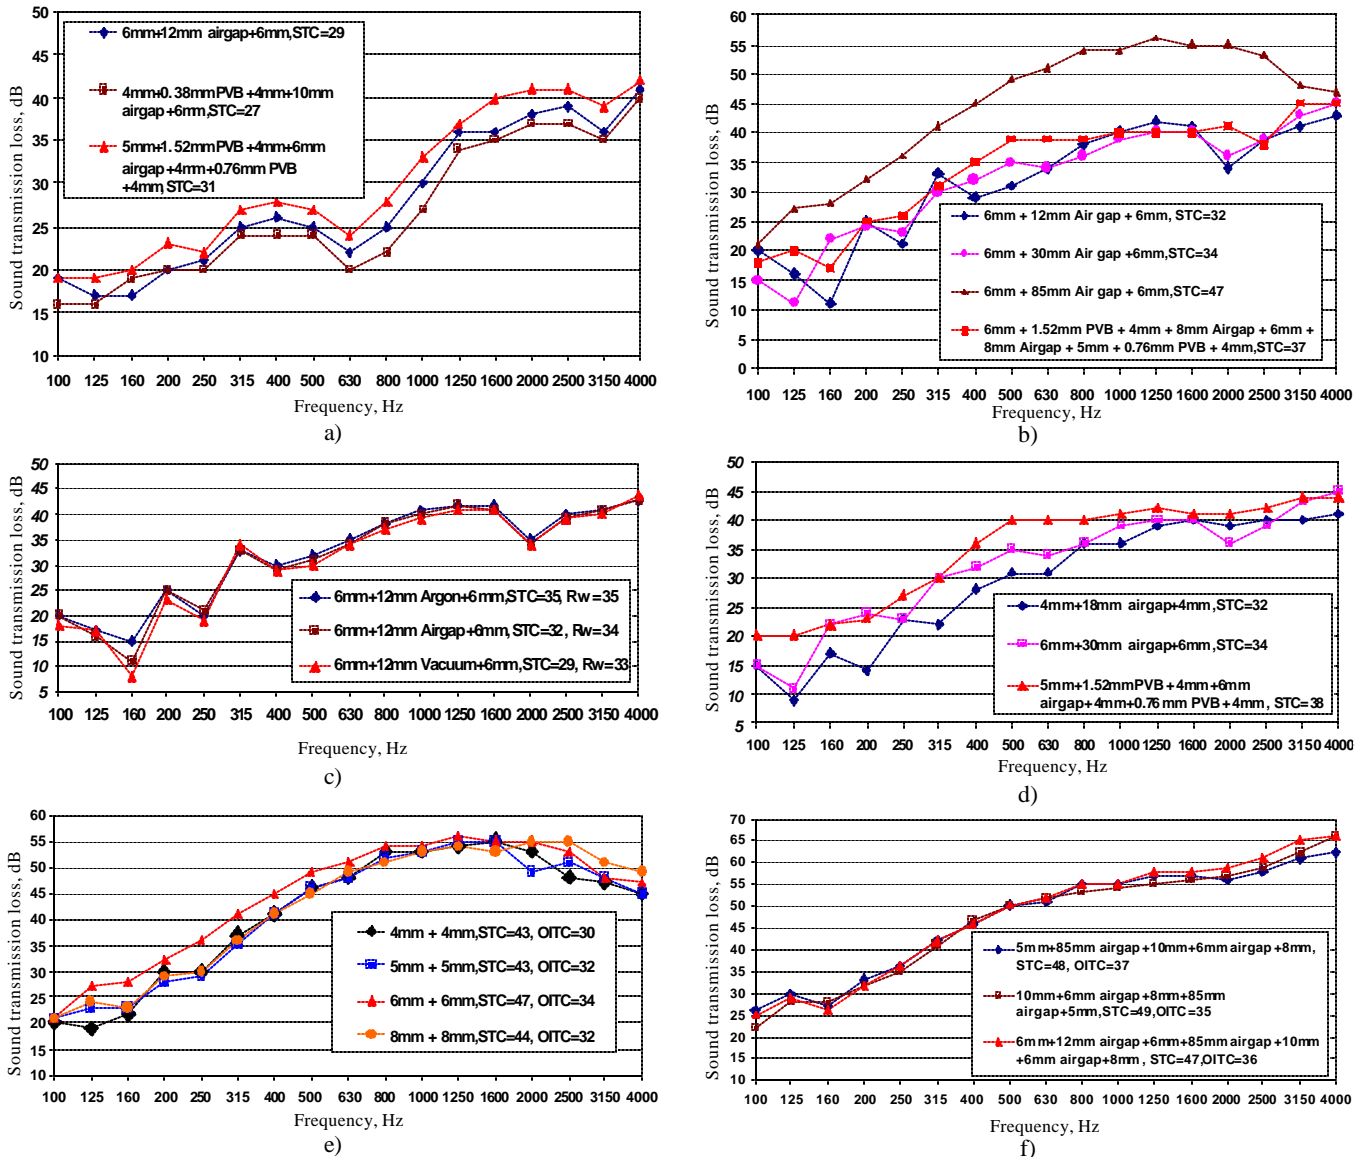 Sound transmission loss, dB
50
45
40
35
30
25
20
15
10
6mm+12mm airgap+6mm,STC=29
4mm+0.38mmPVB+4mm+10mm
airgap+6mm,STC=27
5mm+1.52mmPVB+4mm+6mm
airgap+4mm+0.76mm PVB
+4mm,STC=31
100 125 160 200 250 315 400 500 630 800 1000 1250 1600 2000 2500 3150 4000
Frequency, Hz
a)
Sound transmission loss, dB
60
55
50
45
40
35
30
25
20
15
10
5
0
6mm + 12mm Air gap + 6mm, STC=32
6mm + 30mm Air gap +6mm,STC=34
6mm + 85mm Air gap + 6mm,STC=47
6mm + 1.52mm PVB + 4mm + 8mm Airgap + 6mm +
8mm Airgap + 5mm + 0.76mm PVB + 4mm,STC=37
100 125 160 200 250 315 400 500 630 800 1000 1250 1600 2000 2500 3150 4000
Frequency, Hz
b)
Sound transmission loss, dB
50
45
40
35
30
25
20
15
10
5
6mm+12mm Argon+6mm,STC=35, Rw=35
6mm+12mm Airgap+6mm,STC=32, Rw=34
6mm+12mm Vacuum+6mm,STC=29, Rw=33
100 125 160 200 250 315 400 500 630 800 1000 1250 1600 2000 2500 3150 4000
Frequency, Hz
c)
Sound transmission loss, dB
50
45
40
35
30
25
20
15
10
5
4mm+18mm airgap+4mm,STC=32
6mm+30mm airgap+6mm,STC=34
5mm+1.52mmPVB+4mm+6mm
airgap+4mm+0.76mm PVB+4mm, STC=38
100 125 160 200 250 315 400 500 630 800 1000 1250 1600 2000 2500 3150 4000
Frequency, Hz
d)
Sound transmission loss, dB
60
55
50
45
40
35
30
25
20
15
10
4mm + 4mm,STC=43, OITC=30
5mm + 5mm,STC=43, OITC=32
6mm + 6mm,STC=47, OITC=34
8mm + 8mm,STC=44, OITC=32
100 125 160 200 250 315 400 500 630 800 1000 1250 1600 2000 2500 3150 4000
Frequency, Hz
e)
Sound transmission loss, dB
70
65
60
55
50
45
40
35
30
25
20
15
10
5mm+85mm airgap+10mm+6mm airgap+8mm,
STC=48, OITC=37
10mm+6mm airgap+8mm+85mm
airgap+5mm,STC=49,OITC=35
6mm+12mm airgap+6mm+85mm airgap+10mm
+6mm airgap+8mm, STC=47,OITC=36
100 125 160 200 250 315 400 500 630 800 1000 1250 1600 2000 2500 3150 4000
Frequency, Hz
f)